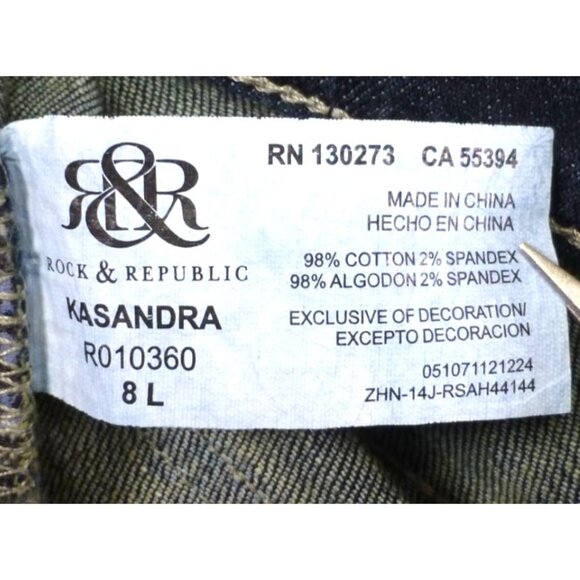 R&R
ROCK & REPUBLIC
KASANDRA
R010360
8 L
RN 130273 CA 55394
MADE IN CHINA
HECHO EN CHINA
98% COTTON 2% SPANDEX
98% ALGODON 2% SPANDEX
EXCLUSIVE OF DECORATION/
EXCEPTO DECORACION
051071121224
ZHN-14J-RSAH44144